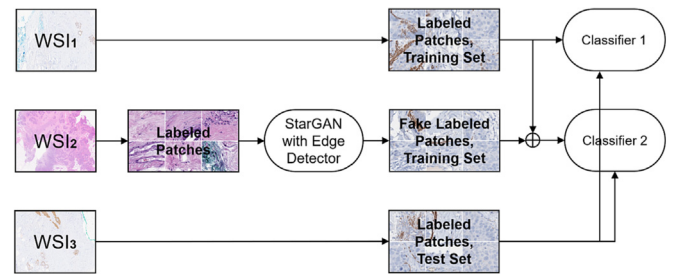 WSI1
Labeled
Patches,
Training Set
Classifier 1
WSI2
Labeled
Patches
StarGAN
with Edge
Detector
Fake Labeled
Patches,
Training Set
Classifier 2
WSI3
Labeled
Patches,
Test Set